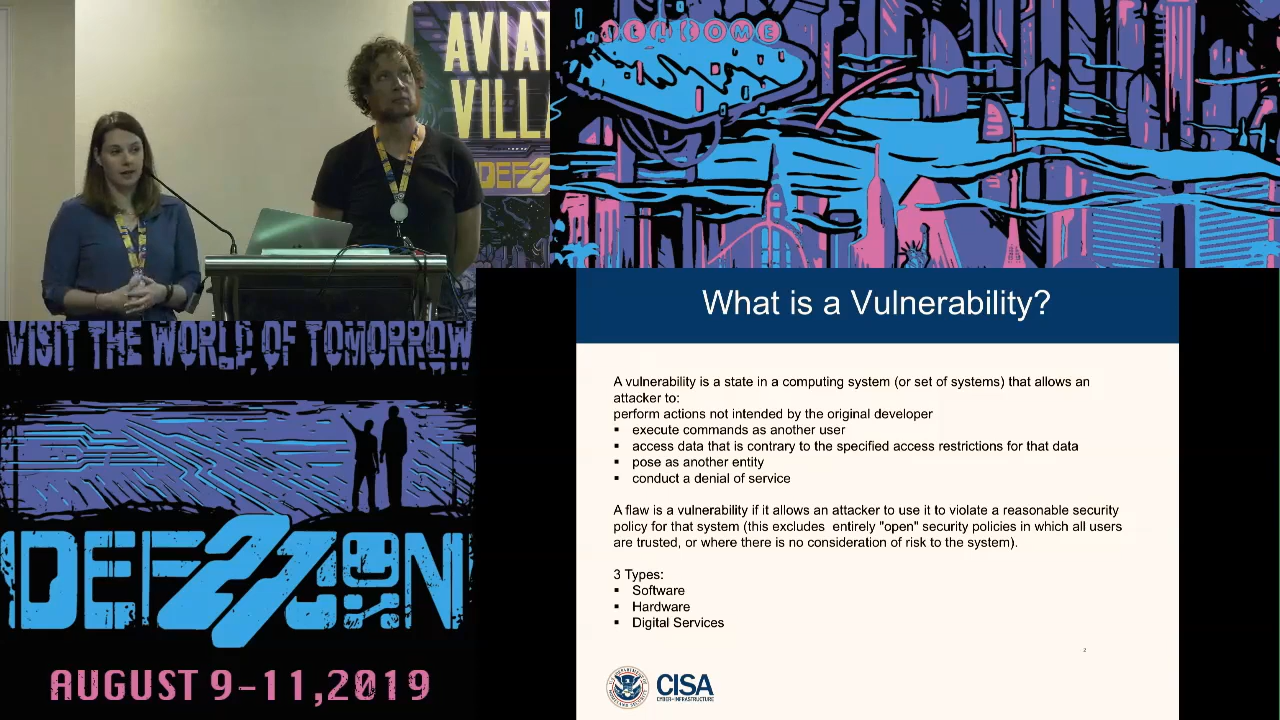 AVIAT
VILL
DEF27
WELCOME
VISIT THE WORLD OF TOMORROW
DEF27CON
AUGUST 9-11,2019
What is a Vulnerability?
A vulnerability is a state in a computing system (or set of systems) that allows an
attacker to:
perform actions not intended by the original developer
▪ execute commands as another user
▪ access data that is contrary to the specified access restrictions for that data
▪ pose as another entity
▪ conduct a denial of service
A flaw is a vulnerability if it allows an attacker to use it to violate a reasonable security
policy for that system (this excludes entirely "open" security policies in which all users
are trusted, or where there is no consideration of risk to the system).
3 Types:
▪ Software
▪ Hardware
▪ Digital Services
2
CISA
CYBER+INFRASTRUCTURE